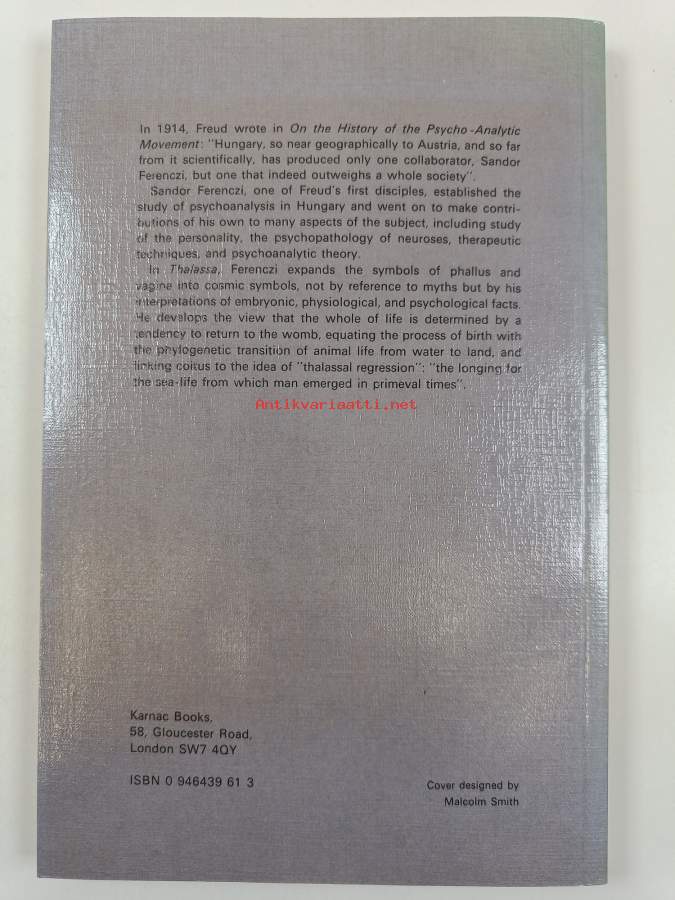 In 1914, Freud wrote in On the History of the Psycho-Analytic
Movement: "Hungary, so near geographically to Austria, and so far
from it scientifically, has produced only one collaborator, Sandor
Ferenczi, but one that indeed outweighs a whole society".
Sandor Ferenczi, one of Freud's first disciples, established the
study of psychoanalysis in Hungary and went on to make contri-
butions of his own to many aspects of the subject, including study
of the personality, the psychopathology of neuroses, therapeutic
techniques, and psychoanalytic theory.
In Thalassa, Ferenczi expands the symbols of phallus and
vagina into cosmic symbols, not by reference to myths but by his
interpretations of embryonic, physiological, and psychological facts.
He develops the view that the whole of life is determined by a
tendency to return to the womb, equating the process of birth with
the phylogenetic transition of animal life from water to land, and
linking coitus to the idea of "thalassal regression": "the longing for
the sea-life from which man emerged in primeval times".
Antikvariaatti.net
Karnac Books,
58, Gloucester Road,
London SW7 4QY
ISBN 0 946439 61 3
Cover designed by
Malcolm Smith